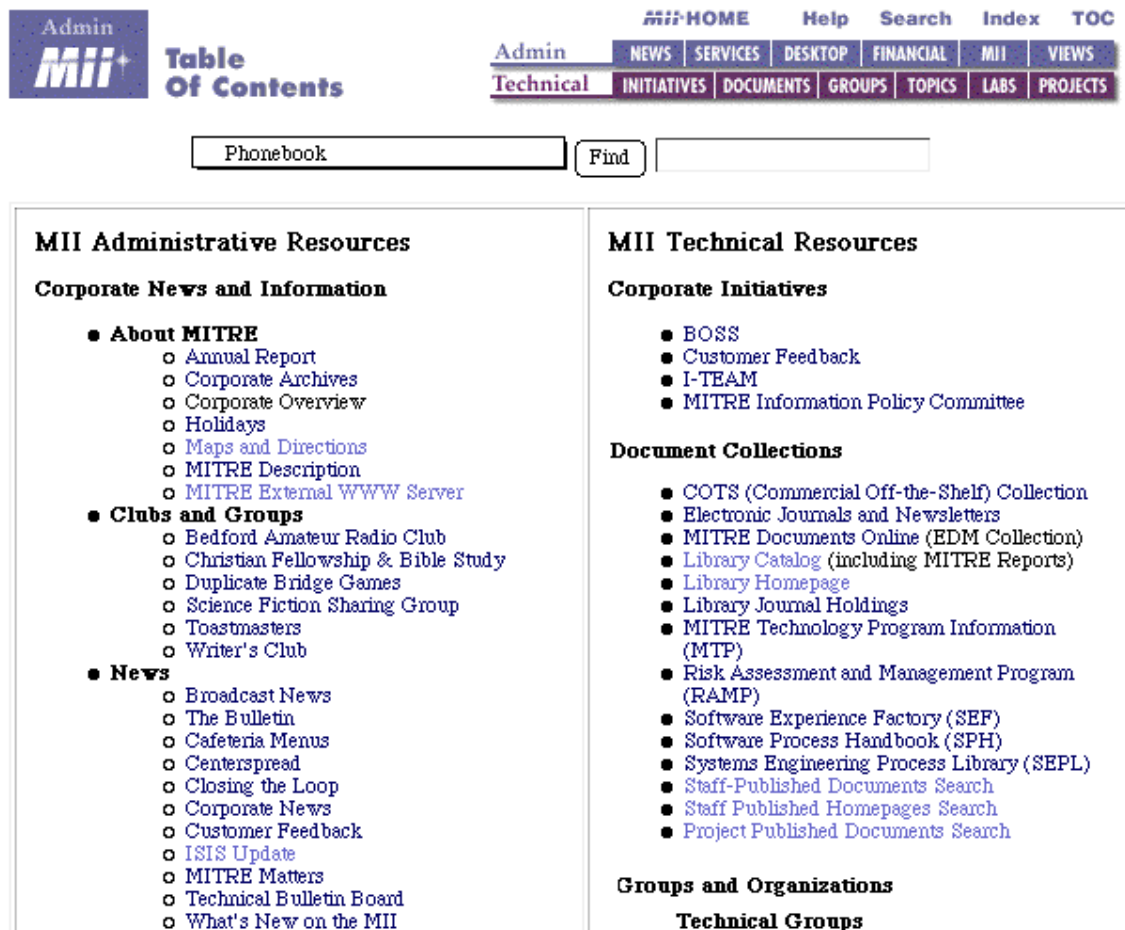 Admin
MII
Table
Of Contents
MII·HOME Help Search Index TOC
Admin NEWS SERVICES DESKTOP FINANCIAL MII VIEWS
Technical INITIATIVES DOCUMENTS GROUPS TOPICS LABS PROJECTS
Phonebook Find
MII Administrative Resources
Corporate News and Information
About MITRE
Annual Report
Corporate Archives
Corporate Overview
Holidays
Maps and Directions
MITRE Description
MITRE External WWW Server
Clubs and Groups
Bedford Amateur Radio Club
Christian Fellowship & Bible Study
Duplicate Bridge Games
Science Fiction Sharing Group
Toastmasters
Writer's Club
News
Broadcast News
The Bulletin
Cafeteria Menus
Centerspread
Closing the Loop
Corporate News
Customer Feedback
ISIS Update
MITRE Matters
Technical Bulletin Board
What's New on the MII
MII Technical Resources
Corporate Initiatives
BOSS
Customer Feedback
I-TEAM
MITRE Information Policy Committee
Document Collections
COTS (Commercial Off-the-Shelf) Collection
Electronic Journals and Newsletters
MITRE Documents Online (EDM Collection)
Library Catalog (including MITRE Reports)
Library Homepage
Library Journal Holdings
MITRE Technology Program Information
(MTP)
Risk Assessment and Management Program
(RAMP)
Software Experience Factory (SEF)
Software Process Handbook (SPH)
Systems Engineering Process Library (SEPL)
Staff-Published Documents Search
Staff Published Homepages Search
Project Published Documents Search
Groups and Organizations
Technical Groups